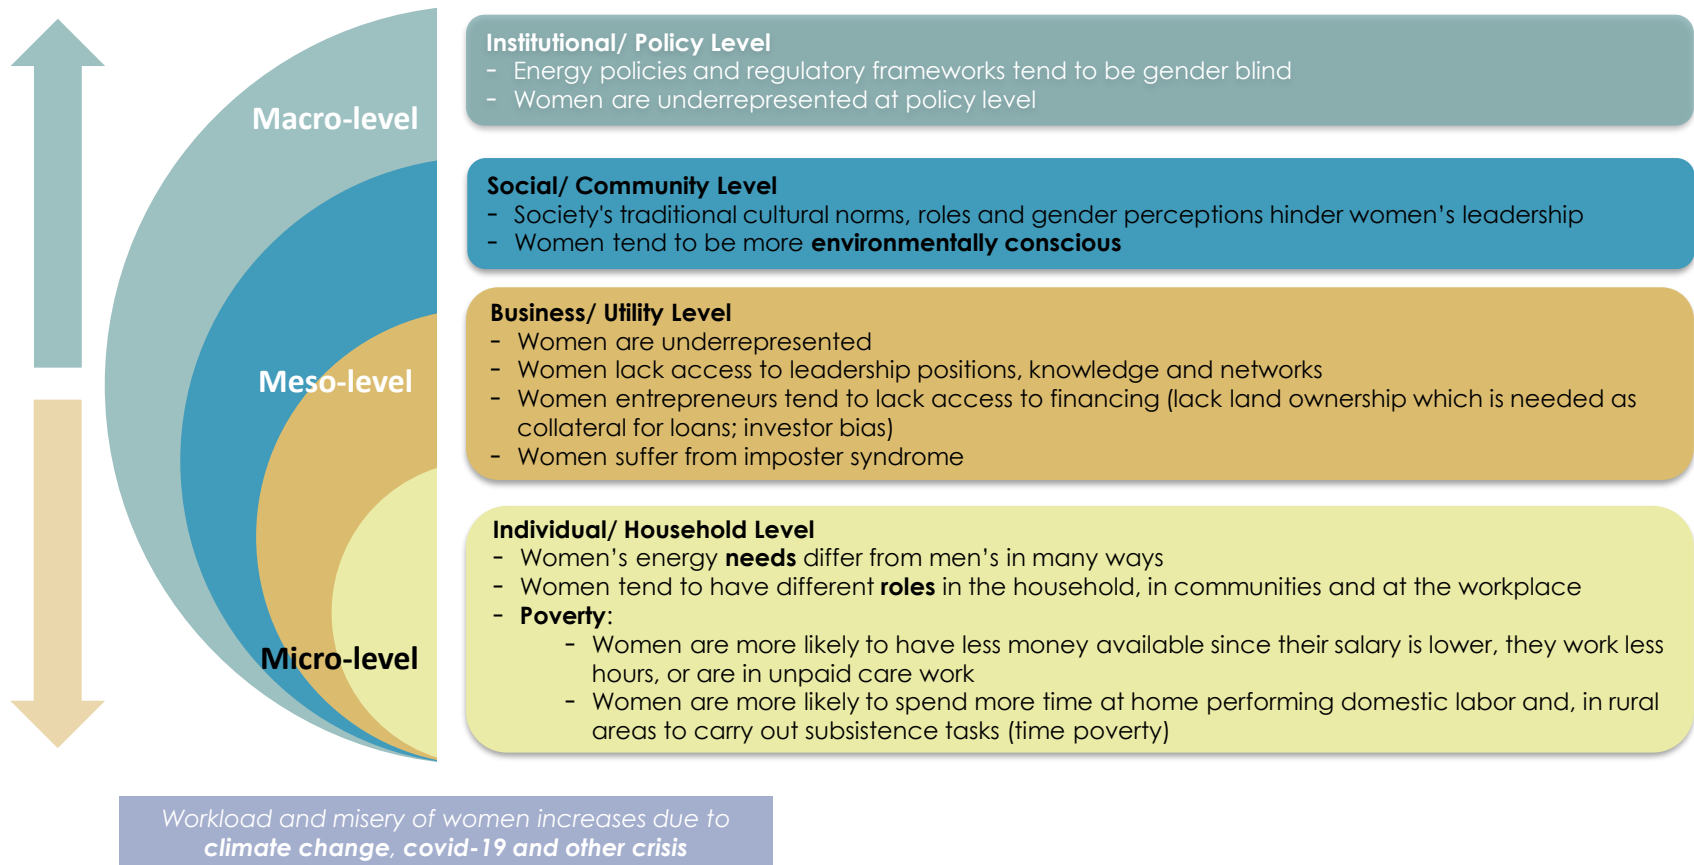 Macro-level
Meso-level
Micro-level
Institutional/ Policy Level
- Energy policies and regulatory frameworks tend to be gender blind
- Women are underrepresented at policy level
Social/ Community Level
- Society's traditional cultural norms, roles and gender perceptions hinder women’s leadership
- Women tend to be more environmentally conscious
Business/ Utility Level
- Women are underrepresented
- Women lack access to leadership positions, knowledge and networks
- Women entrepreneurs tend to lack access to financing (lack land ownership which is needed as
collateral for loans; investor bias)
- Women suffer from imposter syndrome
Individual/ Household Level
- Women’s energy needs differ from men’s in many ways
- Women tend to have different roles in the household, in communities and at the workplace
- Poverty:
- Women are more likely to have less money available since their salary is lower, they work less
hours, or are in unpaid care work
- Women are more likely to spend more time at home performing domestic labor and, in rural
areas to carry out subsistence tasks (time poverty)
Workload and misery of women increases due to
climate change, covid-19 and other crisis